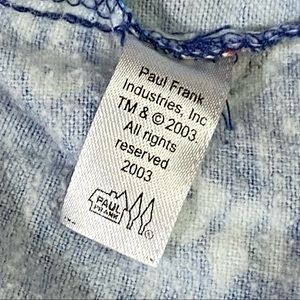 Paul Frank
Industries, Inc
TM & © 2003
All rights
reserved
2003
PAUL
FRANK